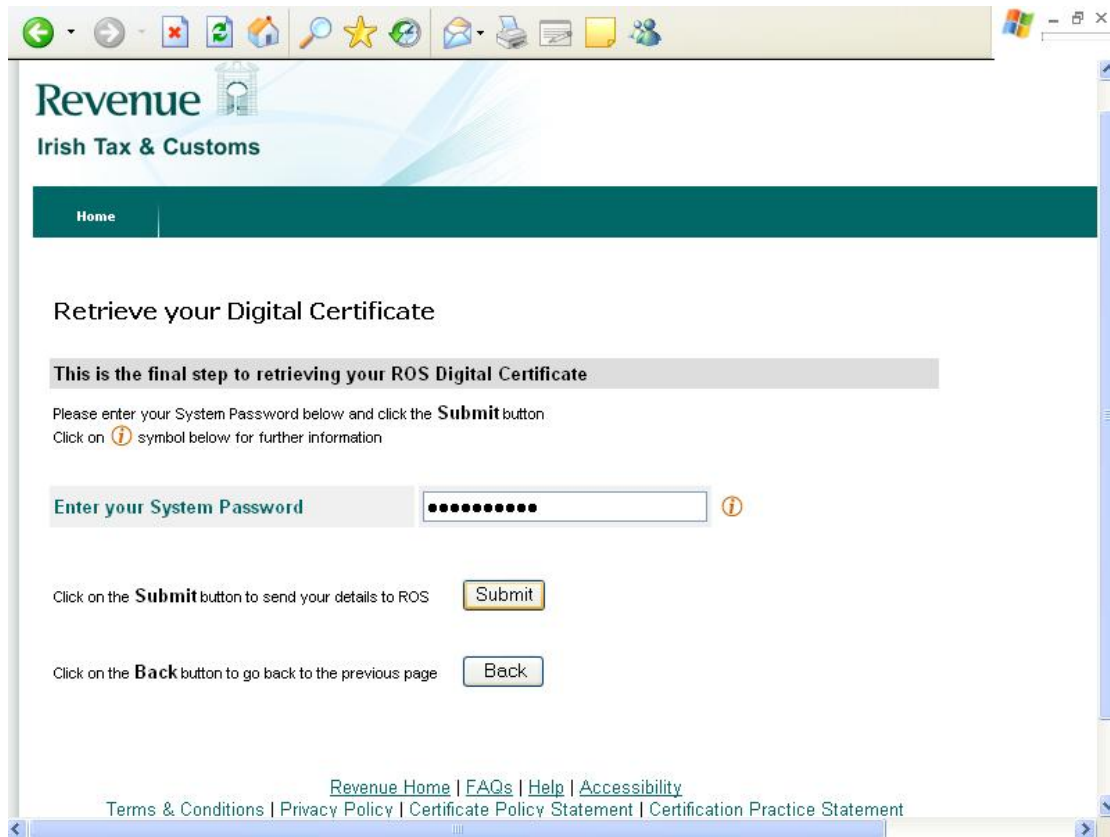 Revenue
Irish Tax & Customs
Home
Retrieve your Digital Certificate
This is the final step to retrieving your ROS Digital Certificate
Please enter your System Password below and click the Submit button
Click on i symbol below for further information
Enter your System Password ●●●●●●●●●● i
Click on the Submit button to send your details to ROS Submit
Click on the Back button to go back to the previous page Back
Revenue Home | FAQs | Help | Accessibility
Terms & Conditions | Privacy Policy | Certificate Policy Statement | Certification Practice Statement